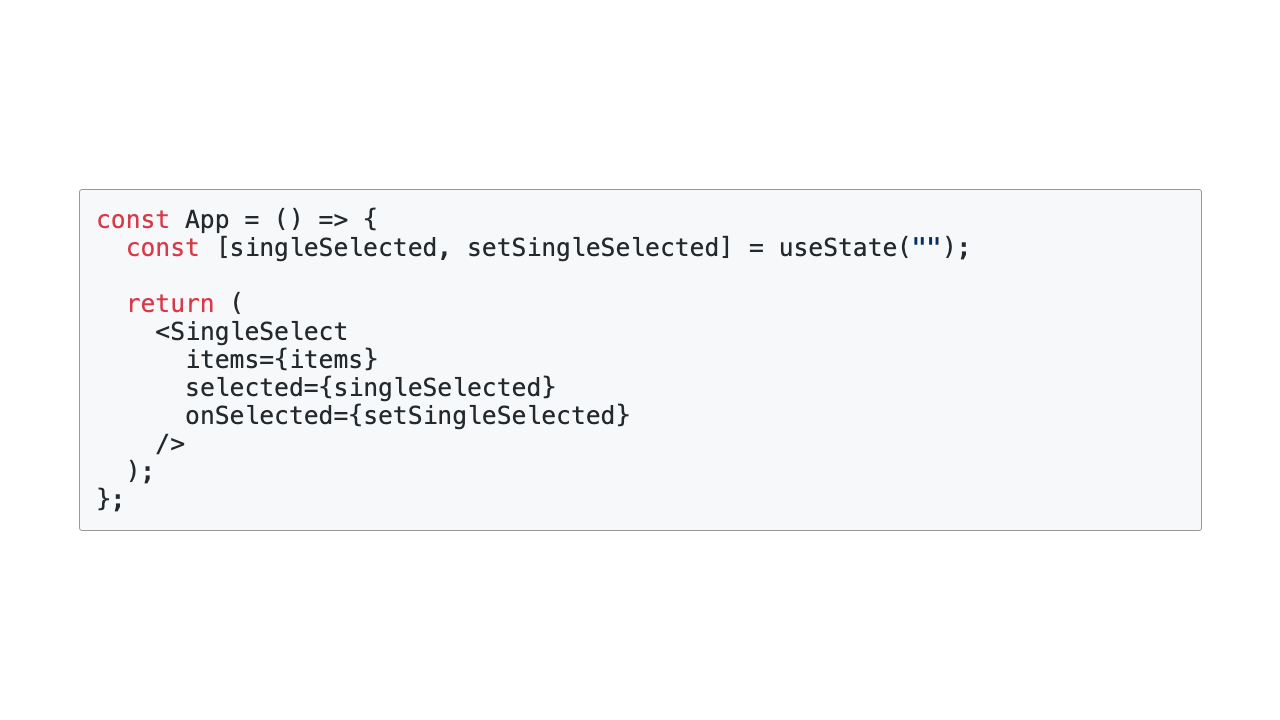 const App = () => {
  const [singleSelected, setSingleSelected] = useState("");

  return (
    <SingleSelect
      items={items}
      selected={singleSelected}
      onSelected={setSingleSelected}
    />
  );
};